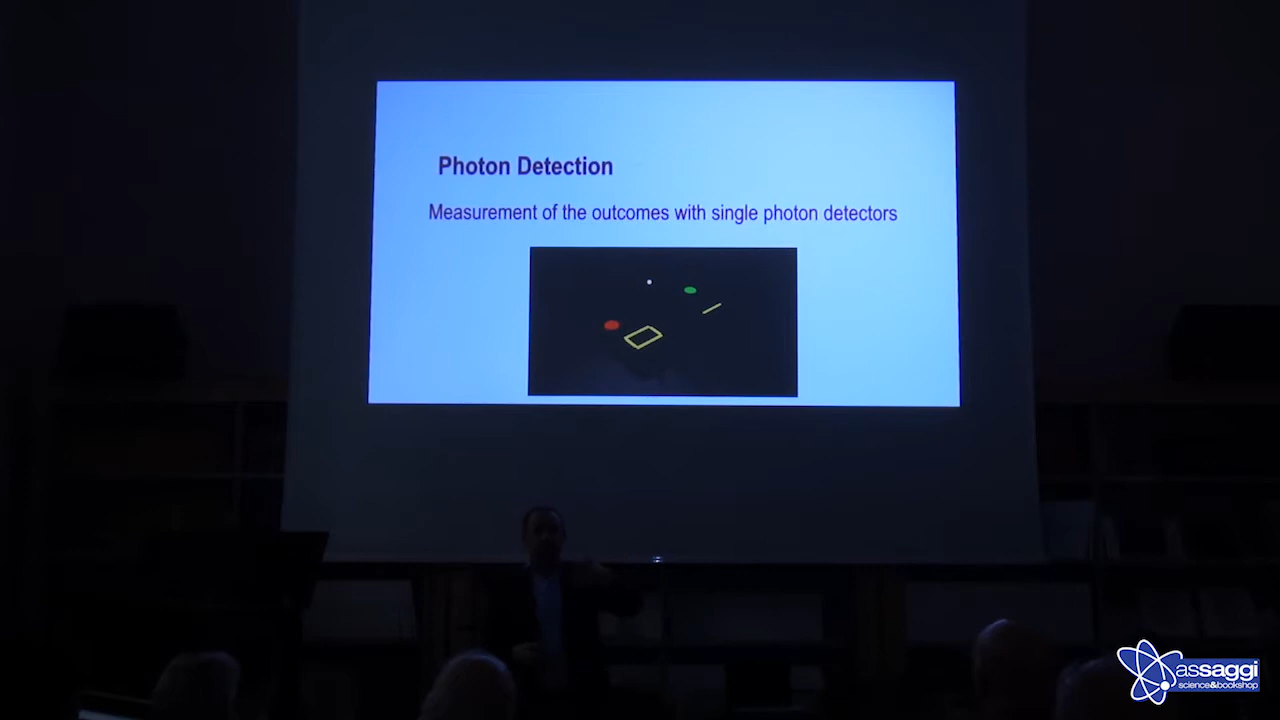 Photon Detection
Measurement of the outcomes with single photon detectors
assaggi
science&bookshop